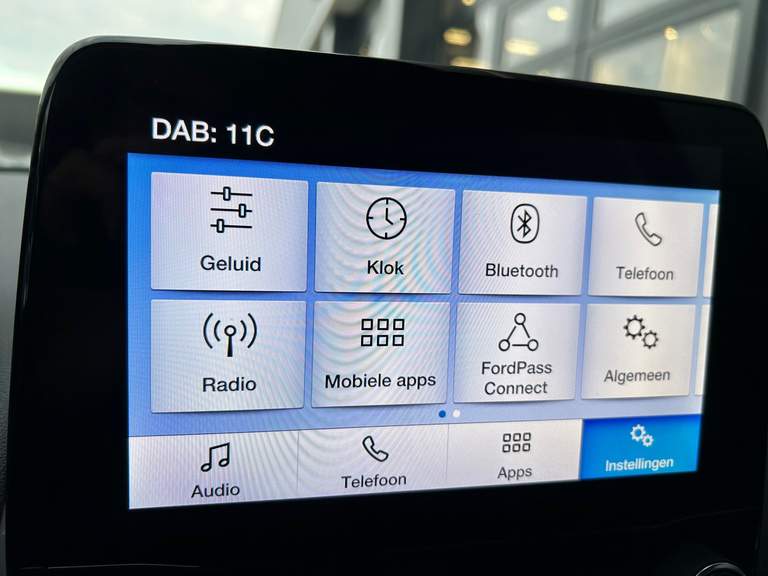 DAB: 11C
Geluid
Klok
Bluetooth
Telefoon
Radio
Mobiele apps
FordPass
Connect
Algemeen
Audio
Telefoon
Apps
Instellingen